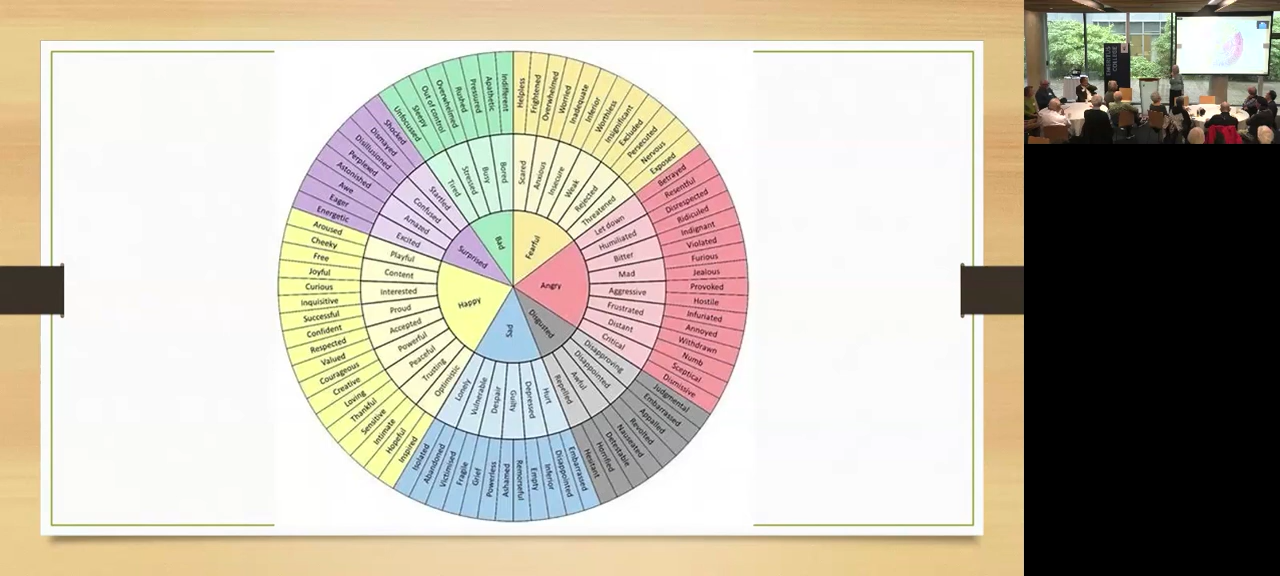 Fearful
Angry
Disgusted
Sad
Happy
Surprised
Bad
Scared
Anxious
Insecure
Weak
Rejected
Threatened
Let down
Humiliated
Bitter
Mad
Aggressive
Frustrated
Distant
Critical
Disapproving
Disappointed
Awful
Repelled
Hurt
Depressed
Guilty
Despair
Vulnerable
Lonely
Optimistic
Trusting
Peaceful
Powerful
Accepted
Proud
Interested
Content
Playful
Excited
Amazed
Confused
Startled
Tired
Stressed
Busy
Bored
Helpless
Frightened
Overwhelmed
Worried
Inadequate
Inferior
Worthless
Insignificant
Excluded
Persecuted
Nervous
Exposed
Betrayed
Resentful
Disrespected
Ridiculed
Indignant
Violated
Furious
Jealous
Provoked
Hostile
Infuriated
Annoyed
Withdrawn
Numb
Sceptical
Dismissive
Judgmental
Embarrassed
Appalled
Revolted
Nauseated
Detestable
Horrified
Hesitant
Embarrassed
Disappointed
Inferior
Empty
Remorseful
Ashamed
Powerless
Grief
Fragile
Victimised
Abandoned
Isolated
Inspired
Hopeful
Intimate
Sensitive
Thankful
Loving
Creative
Courageous
Valued
Respected
Confident
Successful
Inquisitive
Curious
Joyful
Free
Cheeky
Aroused
Energetic
Eager
Awe
Astonished
Perplexed
Disillusioned
Dismayed
Shocked
Unfocussed
Sleepy
Out of control
Overwhelmed
Rushed
Pressured
Apathetic
Indifferent
EMERITUS
COLLEGE